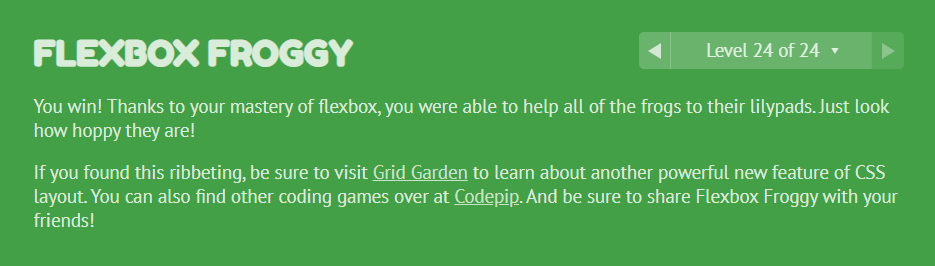 FLEXBOX FROGGY
Level 24 of 24
You win! Thanks to your mastery of flexbox, you were able to help all of the frogs to their lilypads. Just look
how hoppy they are!
If you found this ribbeting, be sure to visit Grid Garden to learn about another powerful new feature of CSS
layout. You can also find other coding games over at Codepip. And be sure to share Flexbox Froggy with your
friends!